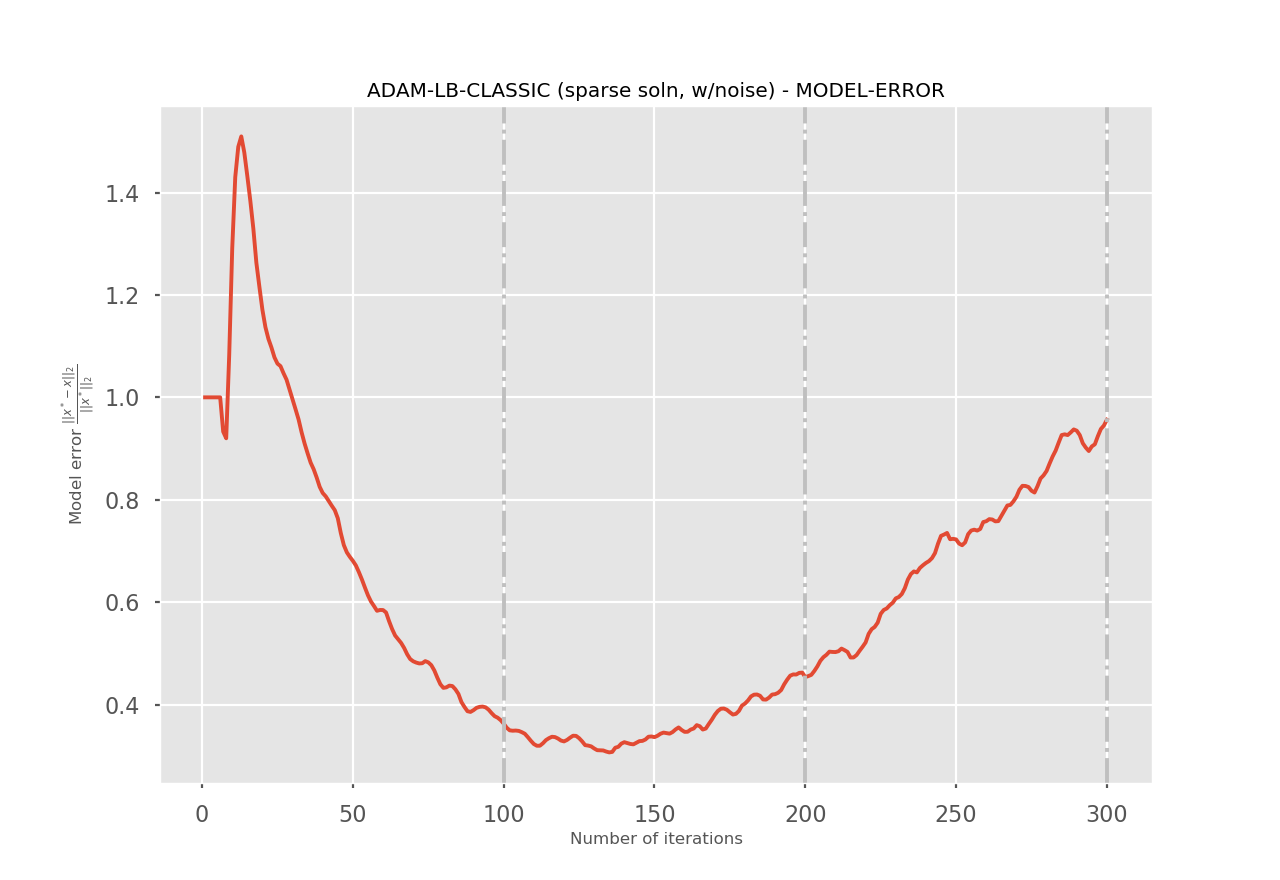 ADAM-LB-CLASSIC (sparse soln, w/noise) - MODEL-ERROR
Model error ||x* − x||₂ / ||x*||₂
1.4
1.2
1.0
0.8
0.6
0.4
0 50 100 150 200 250 300
Number of iterations